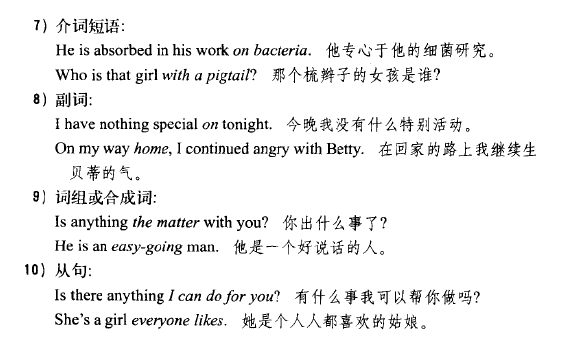 7）介词短语:
He is absorbed in his work on bacteria. 他专心于他的细菌研究。
Who is that girl with a pigtail? 那个梳辫子的女孩是谁?
8）副词:
I have nothing special on tonight. 今晚我没有什么特别活动。
On my way home, I continued angry with Betty. 在回家的路上我继续生
贝蒂的气。
9）词组或合成词:
Is anything the matter with you? 你出什么事了?
He is an easy-going man. 他是一个好说话的人。
10）从句:
Is there anything I can do for you? 有什么事我可以帮你做吗?
She's a girl everyone likes. 她是个人人都喜欢的姑娘。